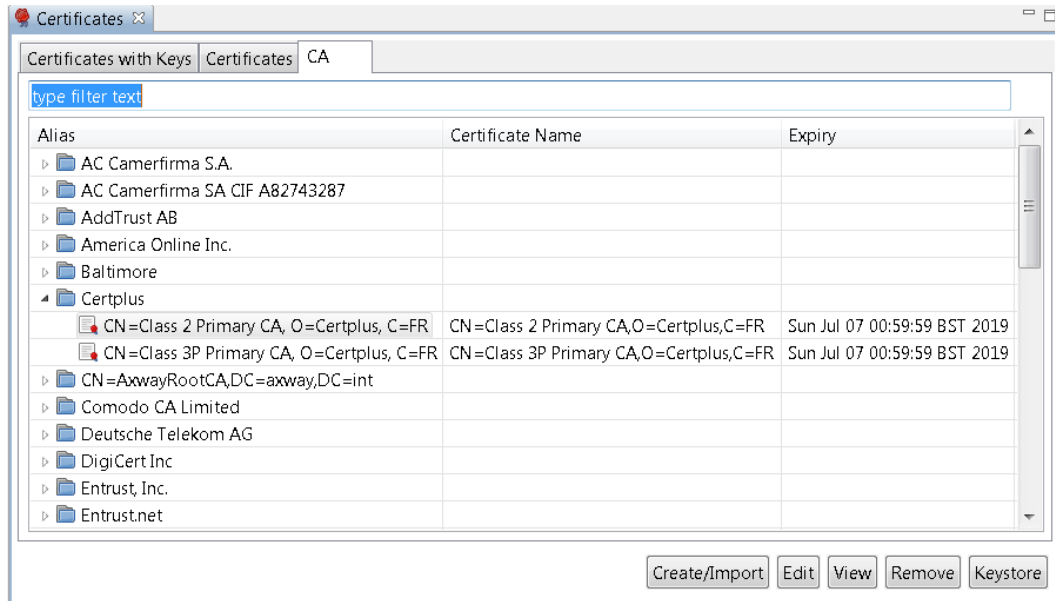 Certificates
Certificates with Keys Certificates CA
type filter text
Alias Certificate Name Expiry
AC Camerfirma S.A.
AC Camerfirma SA CIF A82743287
AddTrust AB
America Online Inc.
Baltimore
Certplus
CN=Class 2 Primary CA, O=Certplus, C=FR CN=Class 2 Primary CA,O=Certplus,C=FR Sun Jul 07 00:59:59 BST 2019
CN=Class 3P Primary CA, O=Certplus, C=FR CN=Class 3P Primary CA,O=Certplus,C=FR Sun Jul 07 00:59:59 BST 2019
CN=AxwayRootCA,DC=axway,DC=int
Comodo CA Limited
Deutsche Telekom AG
DigiCert Inc
Entrust, Inc.
Entrust.net
Create/Import Edit View Remove Keystore